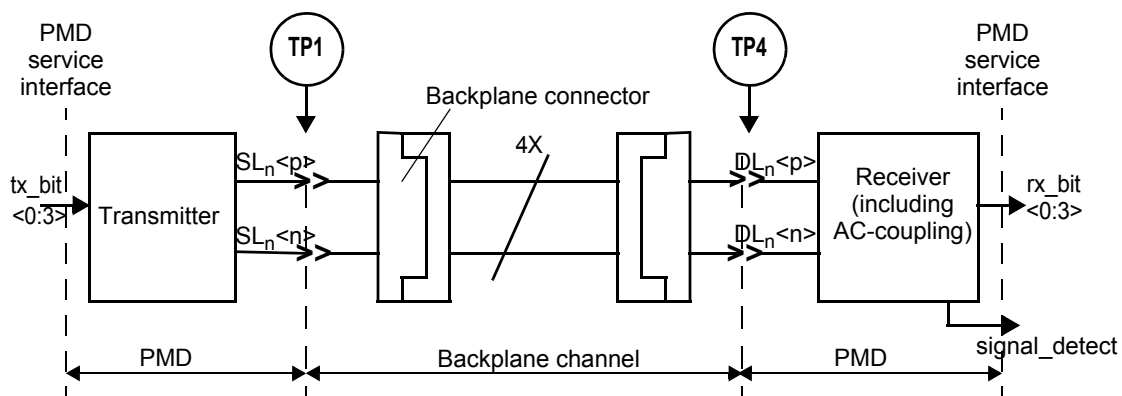 PMD
service
interface
TP1
TP4
PMD
service
interface
Backplane connector
4X
SLn<p>
DLn<p>
tx_bit
<0:3>
Transmitter
Receiver
(including
AC-coupling)
rx_bit
<0:3>
SLn<n>
DLn<n>
signal_detect
PMD
Backplane channel
PMD